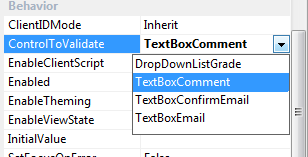 Behavior
ClientIDMode Inherit
ControlToValidate TextBoxComment
EnableClientScript DropDownListGrade
Enabled TextBoxComment
EnableTheming TextBoxConfirmEmail
EnableViewState TextBoxEmail
InitialValue
SetFocusOnError False